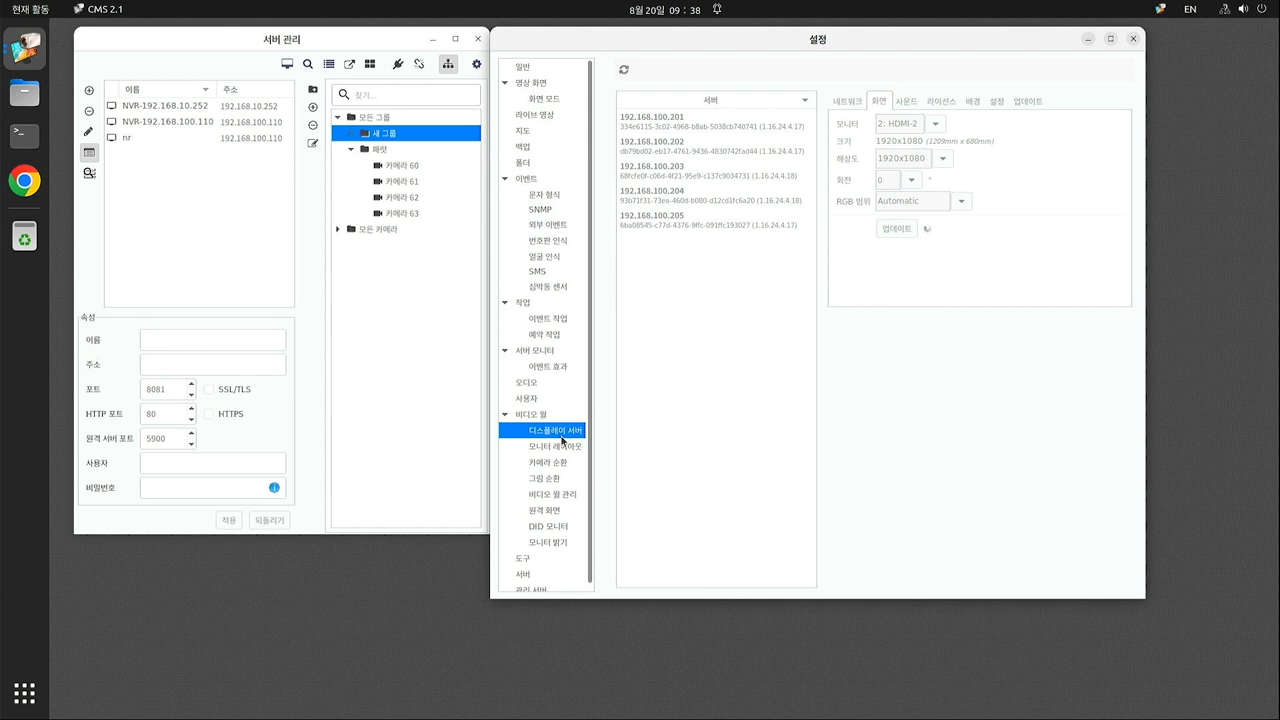 현재 활동
CMS 2.1
8월 20일 09 : 38
EN
서버 관리
이름
주소
NVR-192.168.10.252
192.168.10.252
NVR-192.168.100.110
192.168.100.110
nr
192.168.100.110
속성
이름
주소
포트
8081
SSL/TLS
HTTP 포트
80
HTTPS
원격 서버 포트
5900
사용자
비밀번호
적용
되돌리기
찾기...
모든 그룹
새 그룹
매럿
카메라 60
카메라 61
카메라 62
카메라 63
모든 카메라
설정
일반
영상 화면
화면 모드
라이브 영상
지도
백업
폴더
이벤트
문자 형식
SNMP
외부 이벤트
번호판 인식
얼굴 인식
SMS
심박동 센서
작업
이벤트 작업
예약 작업
서버 모니터
이벤트 효과
오디오
사용자
비디오 월
디스플레이 서버
모니터 레이아웃
카메라 순환
그림 순환
비디오 월 관리
원격 화면
DID 모니터
모니터 밝기
도구
서버
관리 서버
서버
192.168.100.201
334e6115-3c02-4968-b8ab-5038cb740741 (1.16.24.4.17)
192.168.100.202
db79bd02-eb17-4761-9436-4830742fad44 (1.16.24.4.17)
192.168.100.203
68fcfe0f-c06d-4f21-95e9-c137c9034731 (1.16.24.4.18)
192.168.100.204
93b71f31-73ea-460d-b080-d12cd1fc6a20 (1.16.24.4.18)
192.168.100.205
6ba00545-c77d-4376-9ffc-091ffc193027 (1.16.24.4.17)
네트워크 화면 사운드 라이선스 배경 설정 업데이트
모니터
2: HDMI-2
크기
1920x1080 (1209mm x 680mm)
해상도
1920x1080
회전
0
°
RGB 범위
Automatic
업데이트